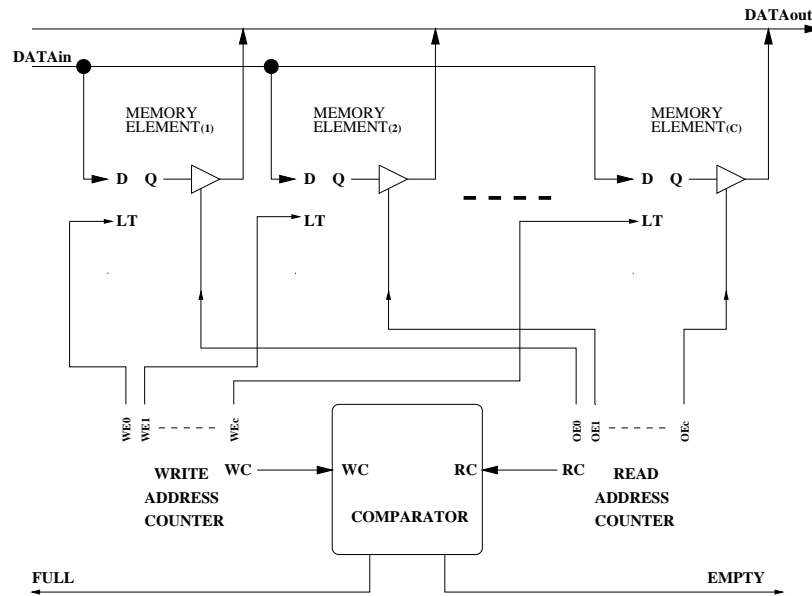 DATAout
DATAin
MEMORY
ELEMENT(1)
MEMORY
ELEMENT(2)
MEMORY
ELEMENT(C)
D Q
D Q
D Q
LT
LT
LT
WE0
WE1
WEc
OE0
OE1
OEc
WRITE
ADDRESS
COUNTER
WC
WC
RC
COMPARATOR
RC
READ
ADDRESS
COUNTER
FULL
EMPTY